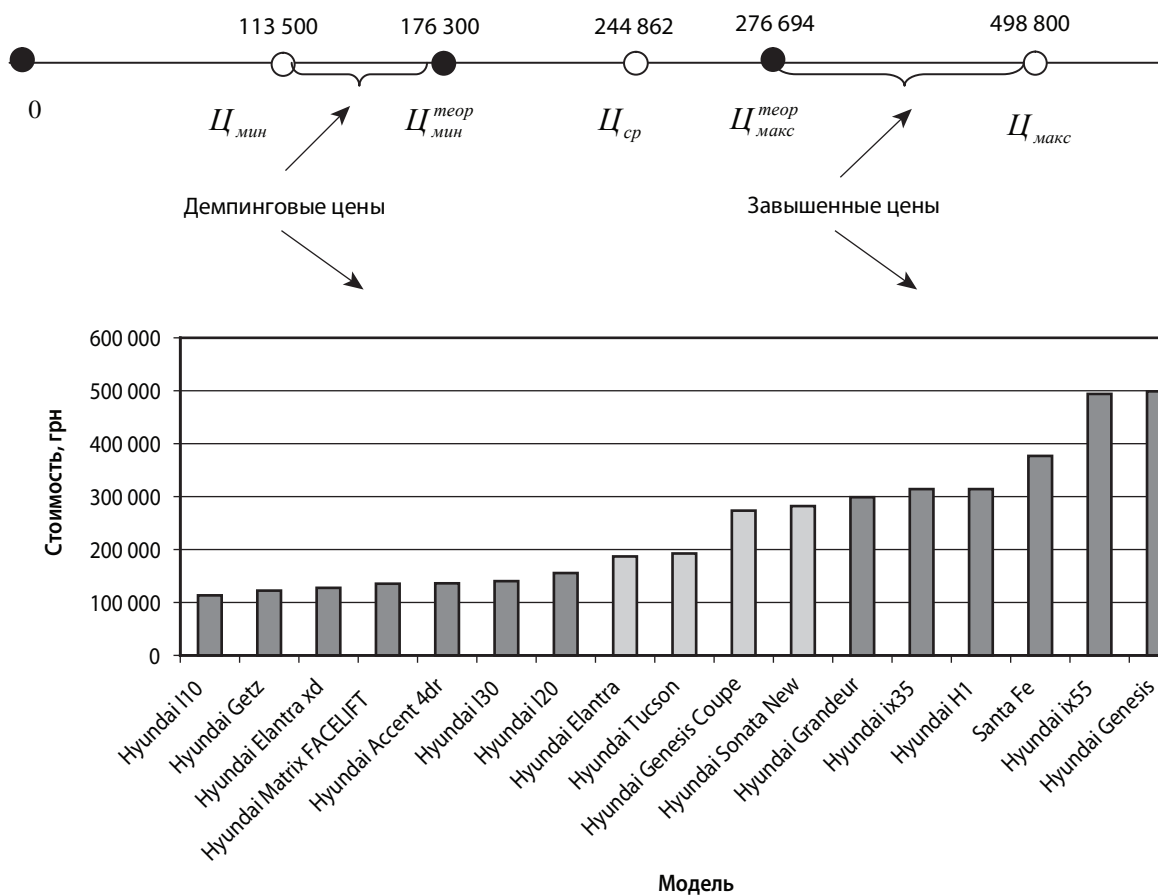 113 500 176 300 244 862 276 694 498 800
0 Ц мин Ц теор мин Ц ср Ц теор макс Ц макс
Демпинговые цены Завышенные цены
Стоимость, грн
600 000
500 000
400 000
300 000
200 000
100 000
0
Hyundai I10
Hyundai Getz
Hyundai Elantra xd
Hyundai Matrix FACELIFT
Hyundai Accent 4dr
Hyundai I30
Hyundai I20
Hyundai Elantra
Hyundai Tucson
Hyundai Genesis Coupe
Hyundai Sonata New
Hyundai Grandeur
Hyundai ix35
Hyundai H1
Santa Fe
Hyundai ix55
Hyundai Genesis
Модель